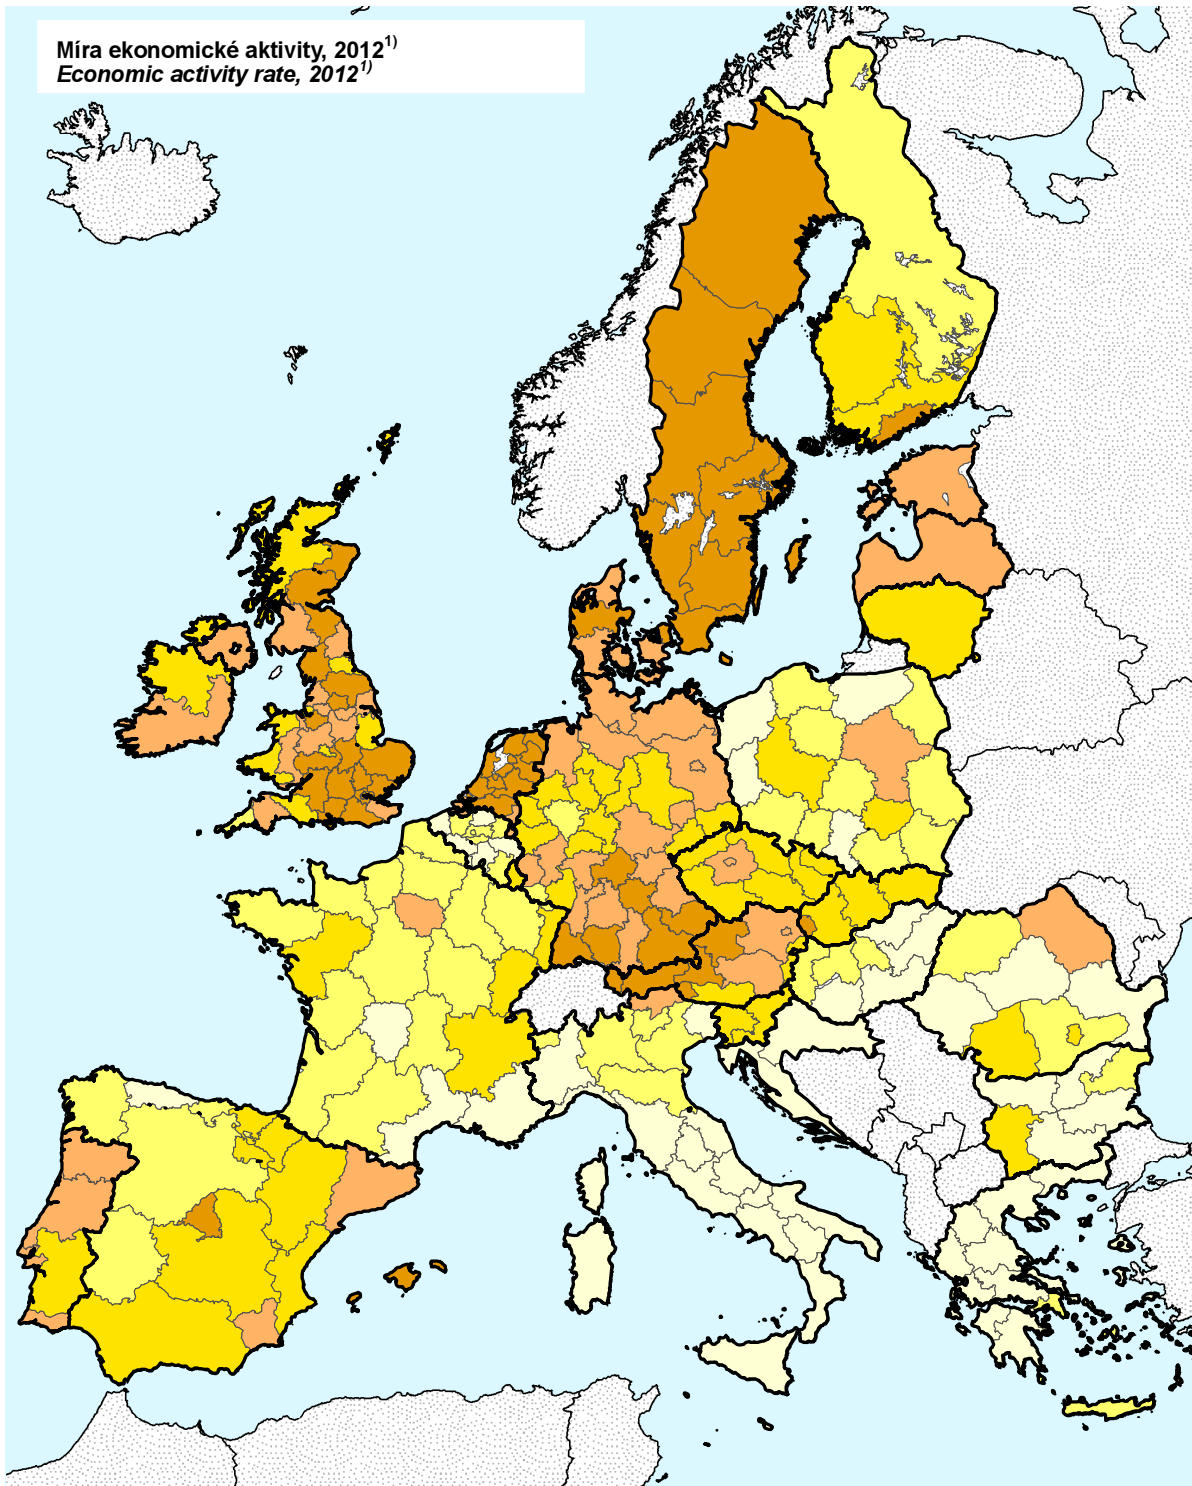 Míra ekonomické aktivity, 2012¹⁾
Economic activity rate, 2012¹⁾